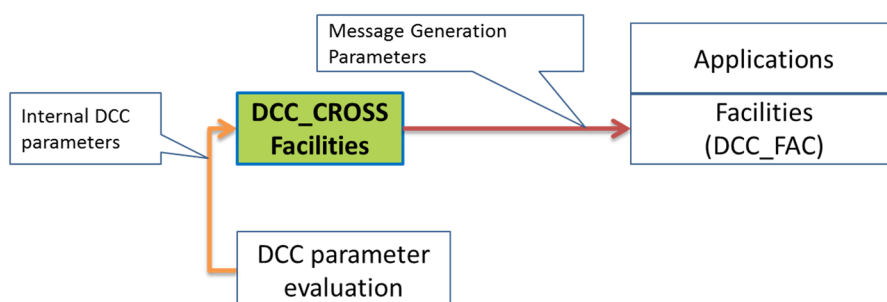 Message Generation
Parameters
Applications
Internal DCC
parameters
DCC_CROSS
Facilities
Facilities
(DCC_FAC)
DCC parameter
evaluation